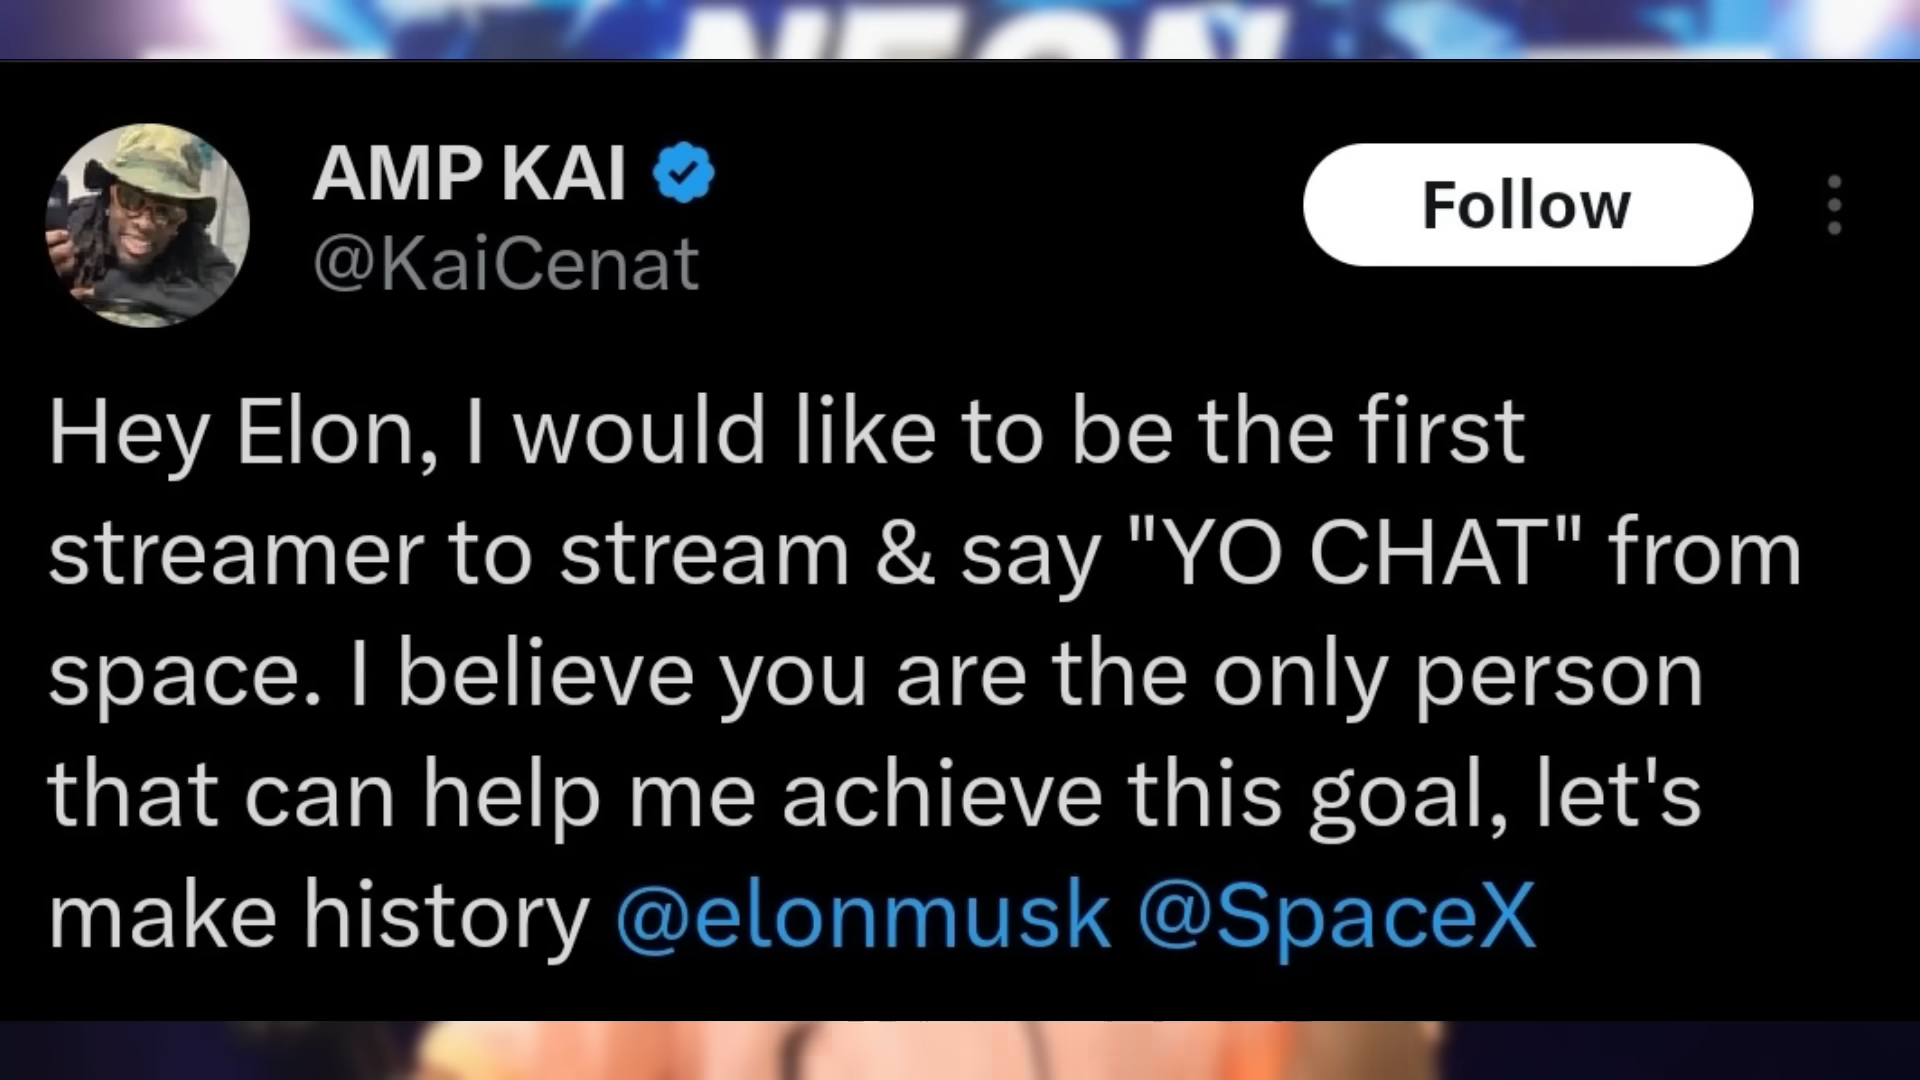 NEON
AMP KAI
@KaiCenat
Follow
Hey Elon, I would like to be the first
streamer to stream & say "YO CHAT" from
space. I believe you are the only person
that can help me achieve this goal, let's
make history @elonmusk @SpaceX